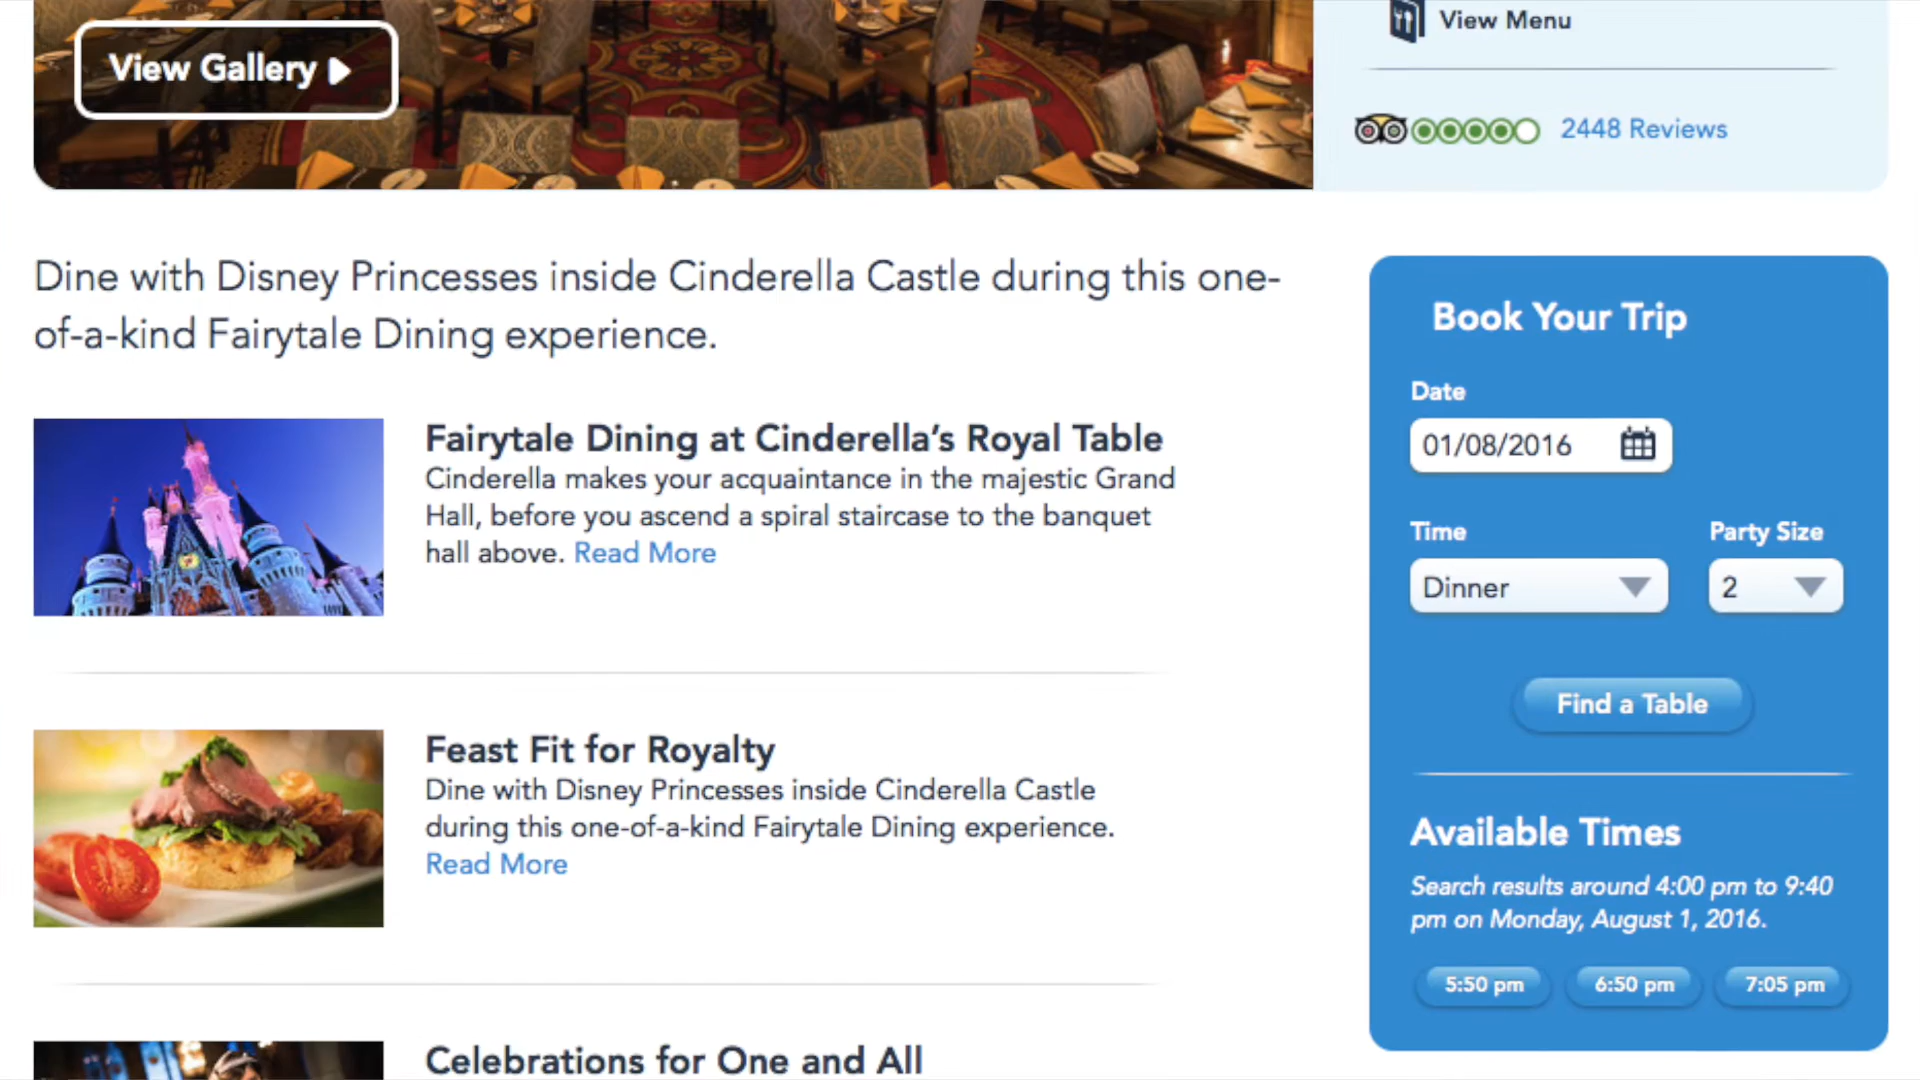 View Gallery
View Menu
2448 Reviews
Dine with Disney Princesses inside Cinderella Castle during this one-
of-a-kind Fairytale Dining experience.
Fairytale Dining at Cinderella's Royal Table
Cinderella makes your acquaintance in the majestic Grand
Hall, before you ascend a spiral staircase to the banquet
hall above. Read More
Feast Fit for Royalty
Dine with Disney Princesses inside Cinderella Castle
during this one-of-a-kind Fairytale Dining experience.
Read More
Celebrations for One and All
Book Your Trip
Date
01/08/2016
Time Party Size
Dinner 2
Find a Table
Available Times
Search results around 4:00 pm to 9:40
pm on Monday, August 1, 2016.
5:50 pm 6:50 pm 7:05 pm